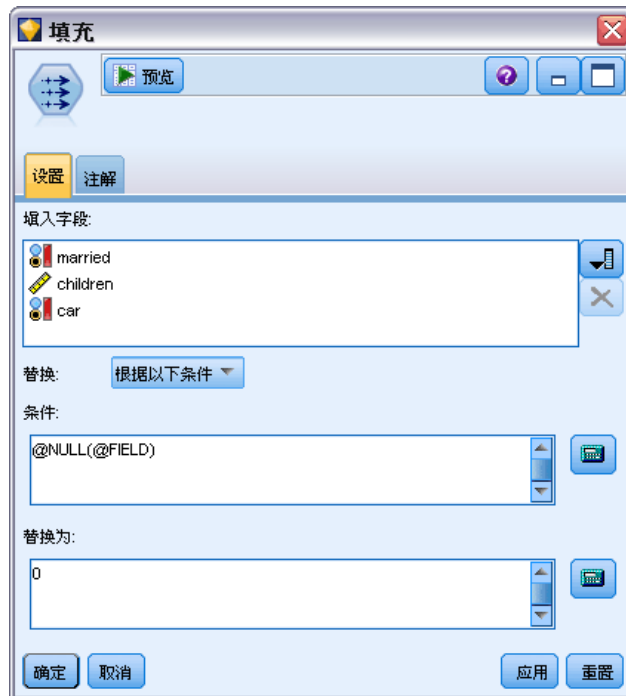 填充
预览
设置 注解
填入字段:
married
children
car
替换: 根据以下条件
条件:
@NULL(@FIELD)
替换为:
0
确定 取消 应用 重置